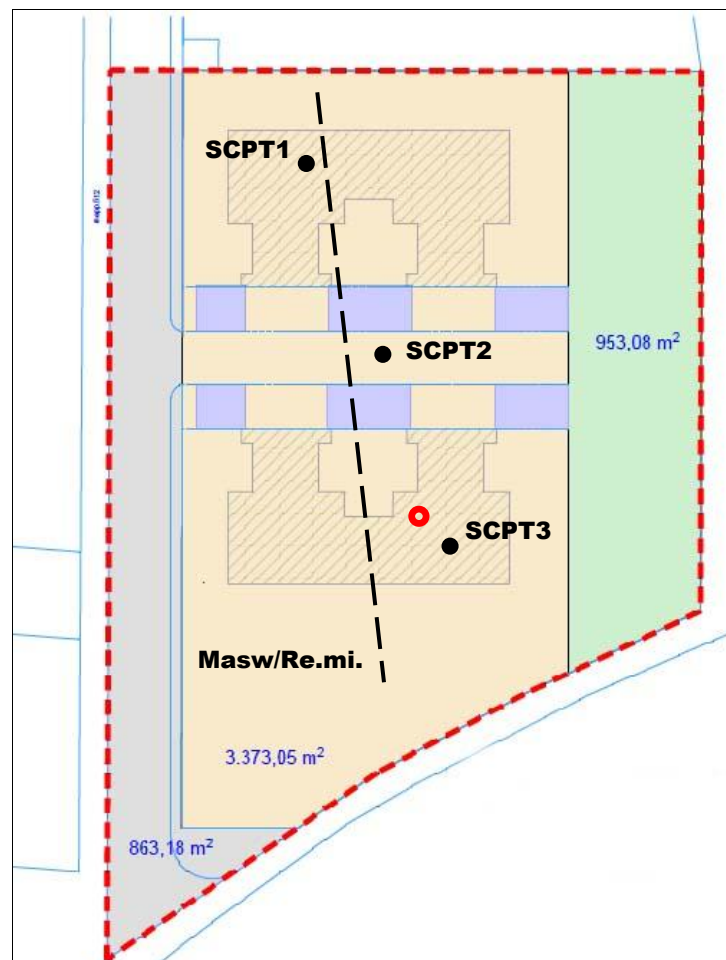 SCPT1
SCPT2
953,08 m²
SCPT3
Masw/Re.mi.
3.373,05 m²
863,18 m²